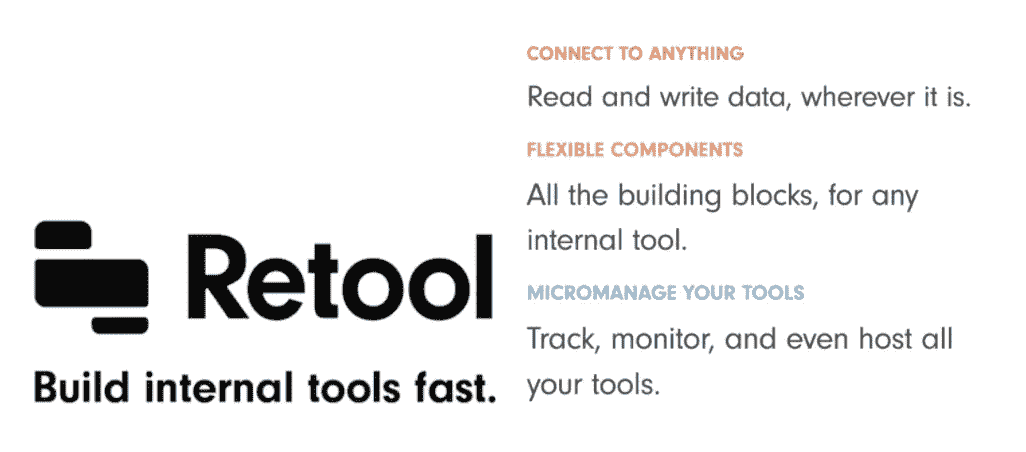 Retool
Build internal tools fast.
CONNECT TO ANYTHING
Read and write data, wherever it is.
FLEXIBLE COMPONENTS
All the building blocks, for any
internal tool.
MICROMANAGE YOUR TOOLS
Track, monitor, and even host all
your tools.